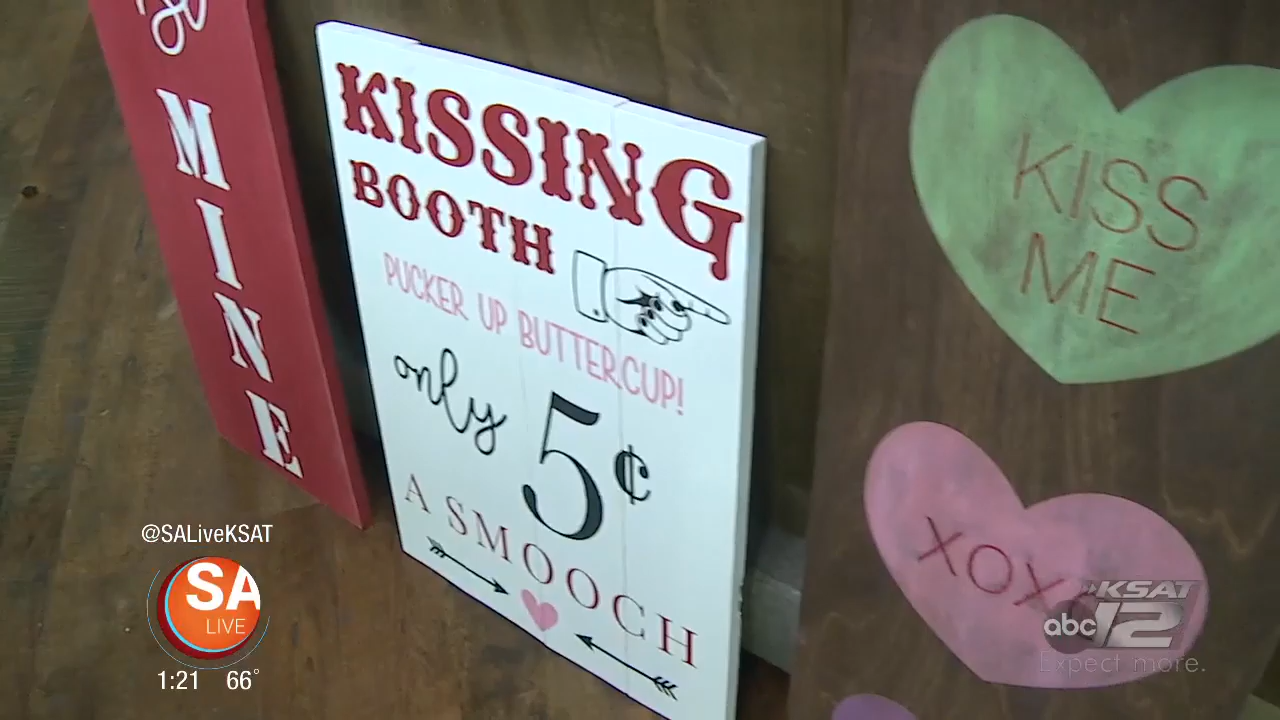 MINE
KISSING
BOOTH
PUCKER UP BUTTERCUP!
only 5¢
A SMOOCH
KISS
ME
@SALiveKSAT
SA
LIVE
1:21 66°
KSAT
abc 12
Expect more.